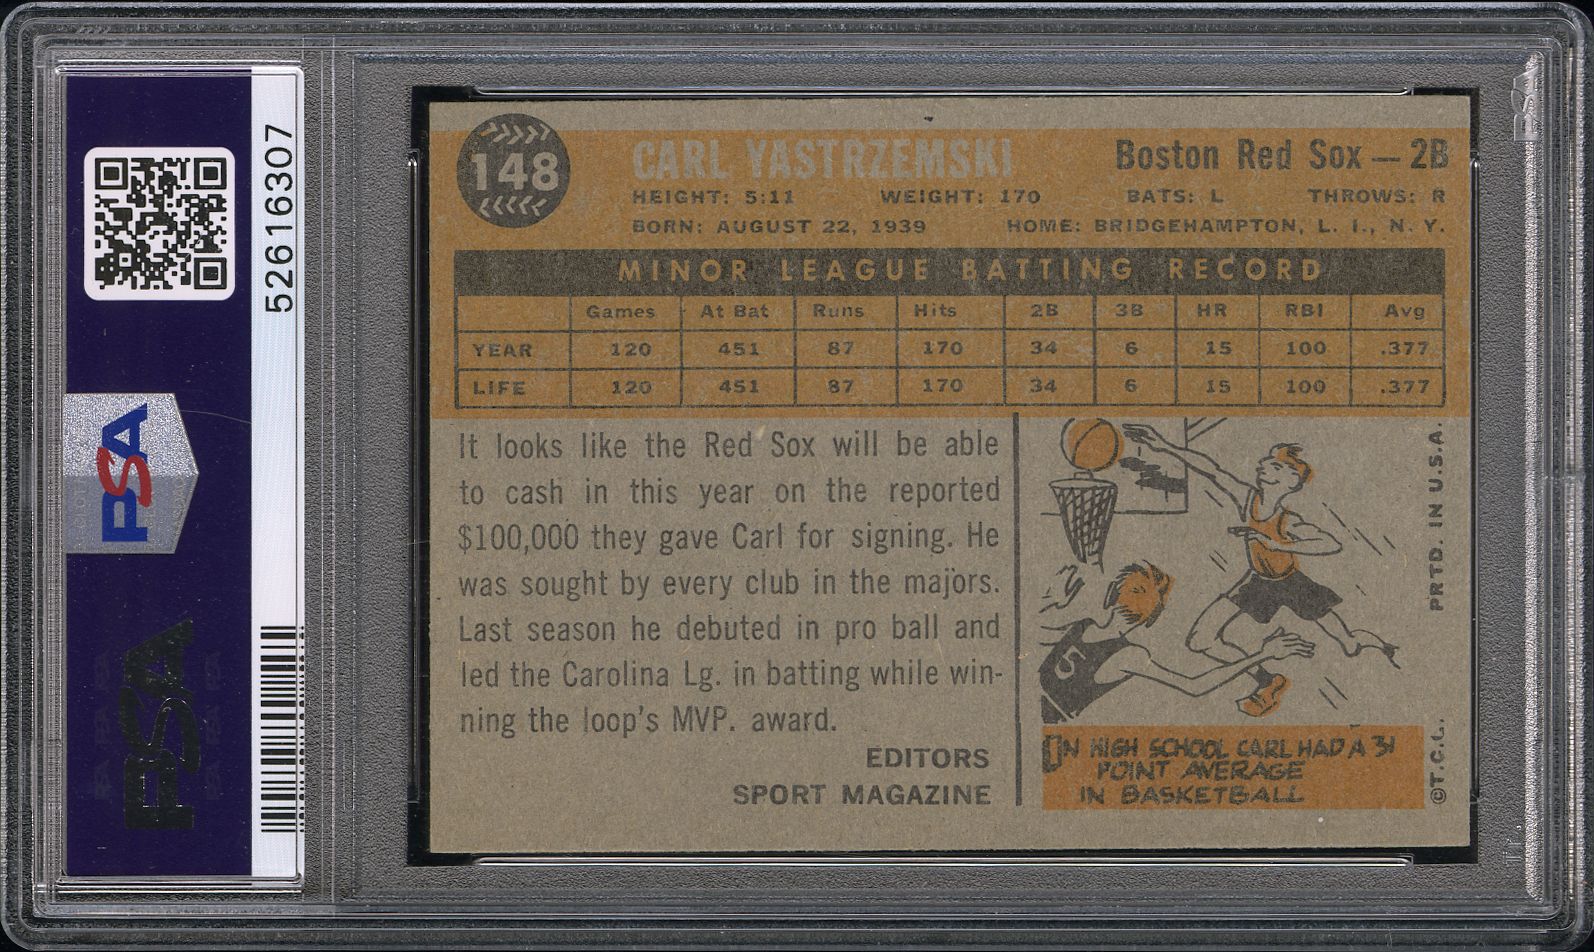 52616307
PSA
PSA
148
CARL YASTRZEMSKI
Boston Red Sox — 2B
HEIGHT: 5:11 WEIGHT: 170 BATS: L THROWS: R
BORN: AUGUST 22, 1939 HOME: BRIDGEHAMPTON, L. I., N. Y.
MINOR LEAGUE BATTING RECORD
Games At Bat Runs Hits 2B 3B HR RBI Avg
YEAR 120 451 87 170 34 6 15 100 .377
LIFE 120 451 87 170 34 6 15 100 .377
It looks like the Red Sox will be able
to cash in this year on the reported
$100,000 they gave Carl for signing. He
was sought by every club in the majors.
Last season he debuted in pro ball and
led the Carolina Lg. in batting while win-
ning the loop's MVP. award.
EDITORS
SPORT MAGAZINE
5
IN HIGH SCHOOL CARL HAD A 31
POINT AVERAGE
IN BASKETBALL
©T.C.G. PRTD. IN U.S.A.
PSA